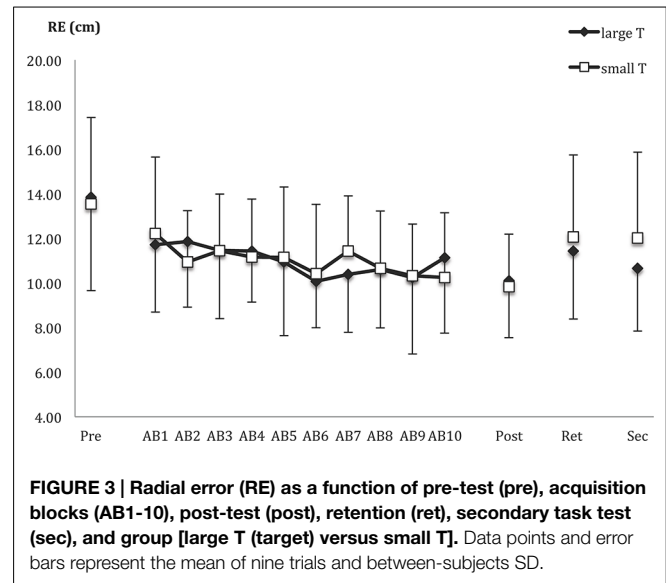 RE (cm)
large T
small T
20.00
18.00
16.00
14.00
12.00
10.00
8.00
6.00
4.00
Pre AB1 AB2 AB3 AB4 AB5 AB6 AB7 AB8 AB9 AB10 Post Ret Sec
FIGURE 3 | Radial error (RE) as a function of pre-test (pre), acquisition
blocks (AB1-10), post-test (post), retention (ret), secondary task test
(sec), and group [large T (target) versus small T]. Data points and error
bars represent the mean of nine trials and between-subjects SD.